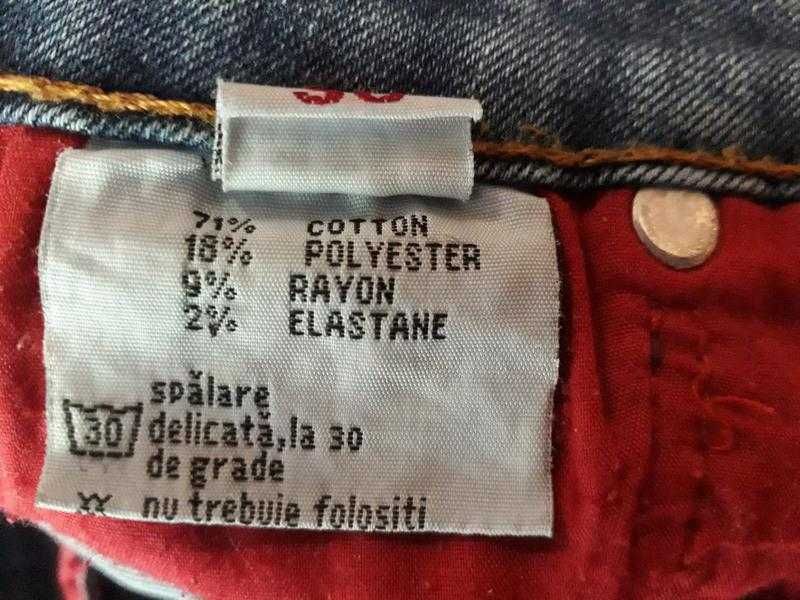 71% COTTON
18% POLYESTER
9% RAYON
2% ELASTANE
spălare
30 delicată,la 30
de grade
nu trebuie folositi